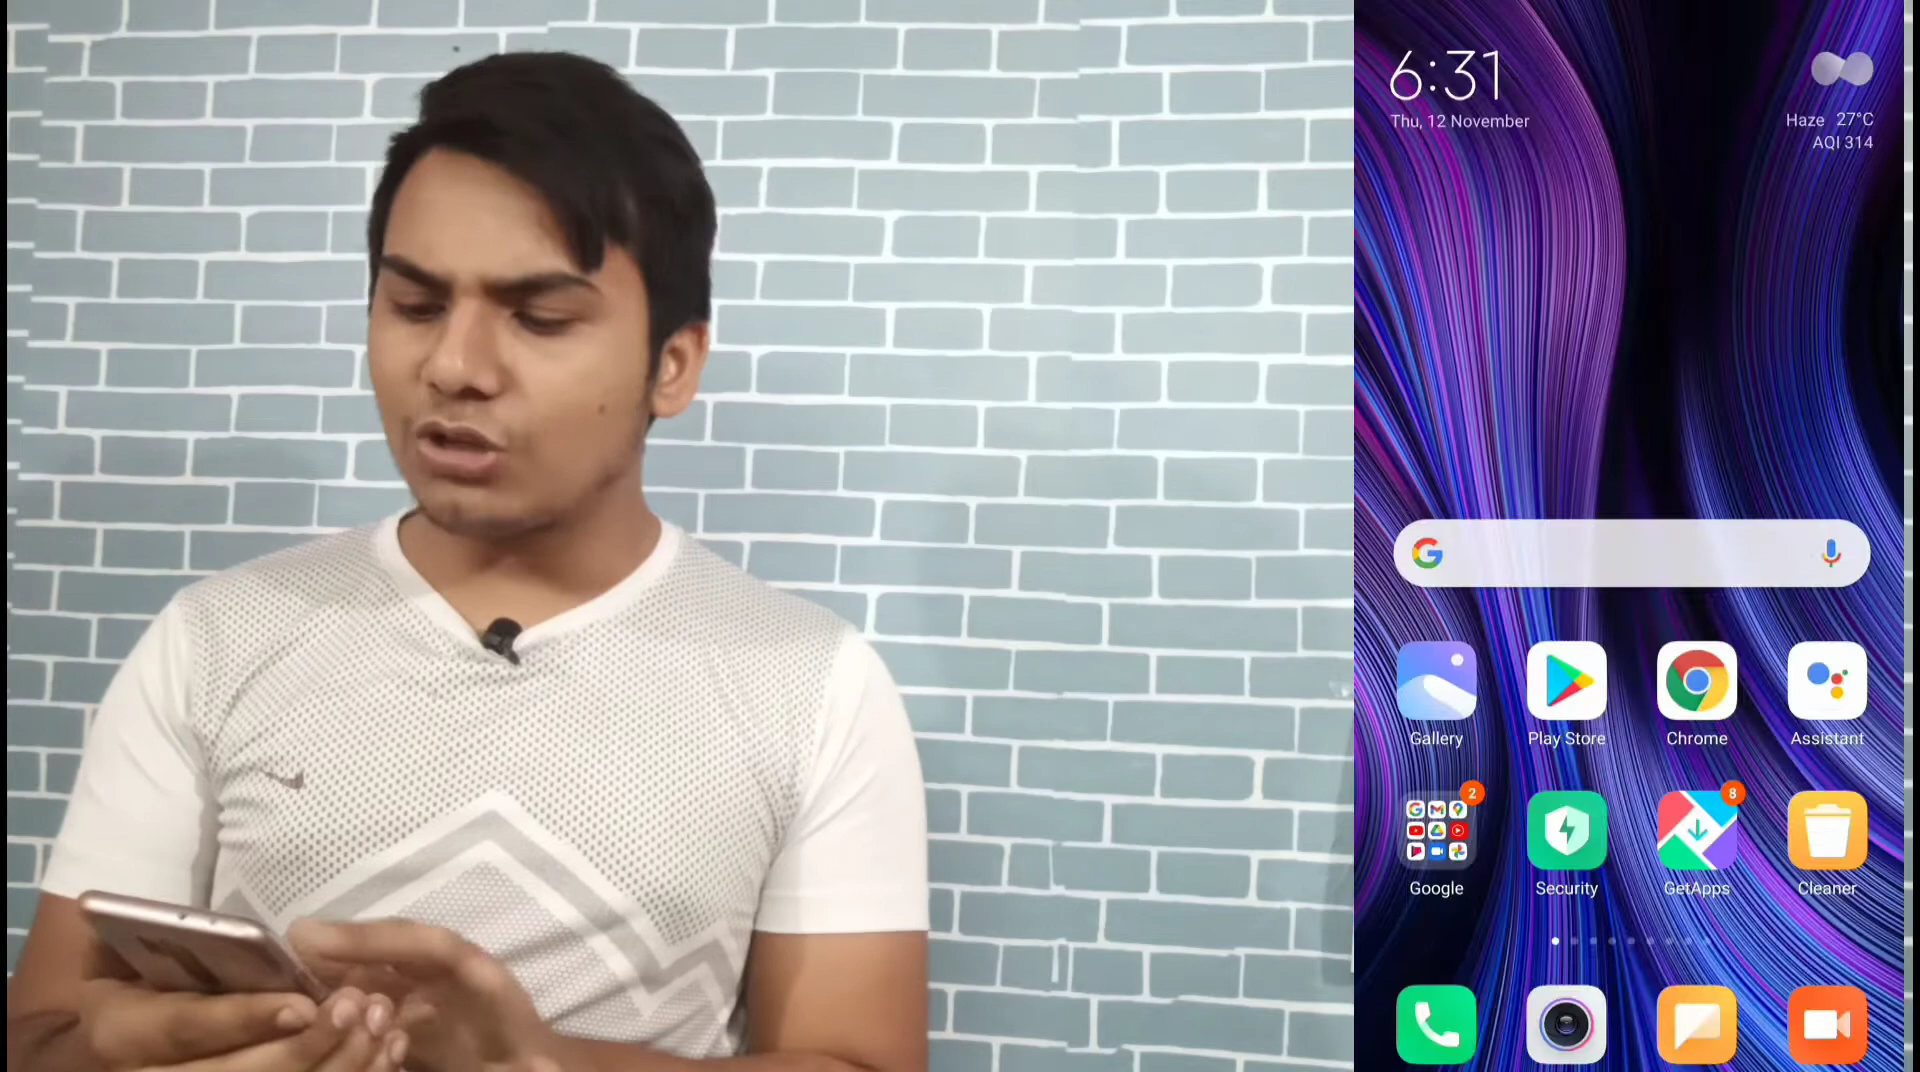 6:31
Thu, 12 November
Haze 27°C
AQI 314
Gallery
Play Store
Chrome
Assistant
2
8
Google
Security
GetApps
Cleaner